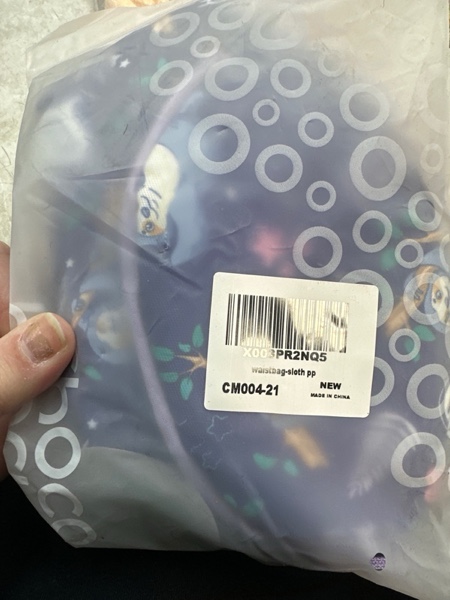 X003PR2NQ5
waistbag-sloth pp
CM004-21
NEW
MADE IN CHINA